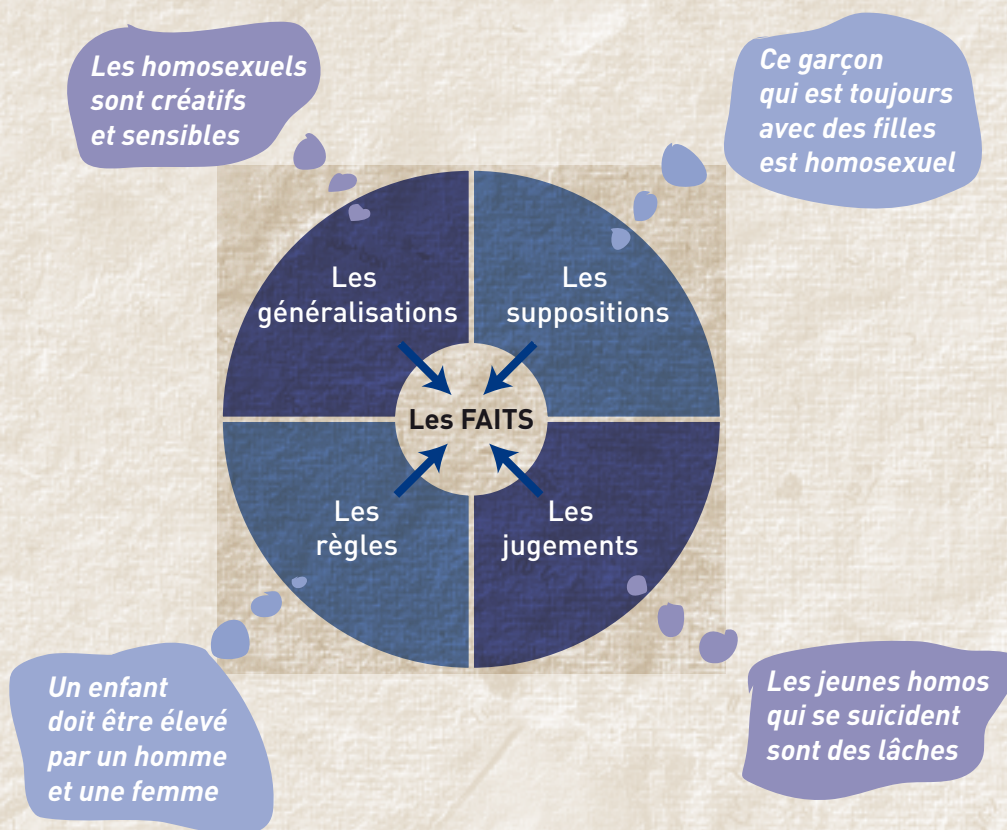 Les homosexuels
sont créatifs
et sensibles
Ce garçon
qui est toujours
avec des filles
est homosexuel
Les
généralisations
Les
suppositions
Les FAITS
Les
règles
Les
jugements
Un enfant
doit être élevé
par un homme
et une femme
Les jeunes homos
qui se suicident
sont des lâches